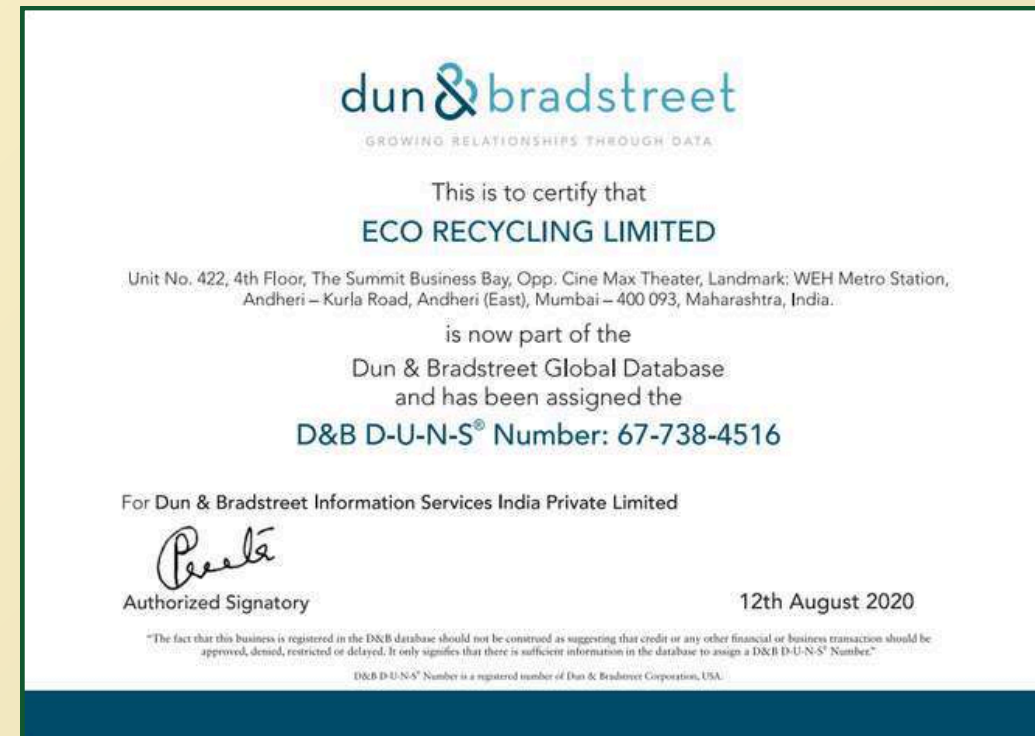 dun & bradstreet
GROWING RELATIONSHIPS THROUGH DATA
This is to certify that
ECO RECYCLING LIMITED
Unit No. 422, 4th Floor, The Summit Business Bay, Opp. Cine Max Theater, Landmark: WEH Metro Station,
Andheri – Kurla Road, Andheri (East), Mumbai – 400 093, Maharashtra, India.
is now part of the
Dun & Bradstreet Global Database
and has been assigned the
D&B D-U-N-S® Number: 67-738-4516
For Dun & Bradstreet Information Services India Private Limited
Authorized Signatory
12th August 2020
"The fact that this business is registered in the D&B database should not be construed as suggesting that credit or any other financial or business transaction should be
approved, denied, restricted or delayed. It only signifies that there is sufficient information in the database to assign a D&B D-U-N-S® Number."
D&B D-U-N-S® Number is a registered number of Dun & Bradstreet Corporation, USA.